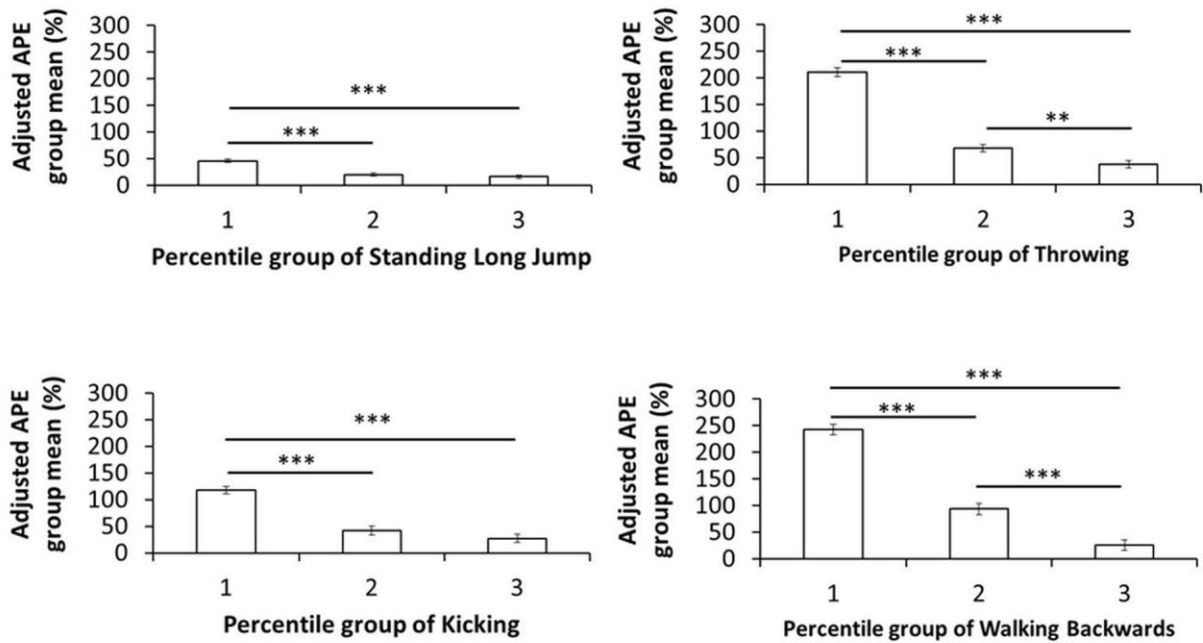 Adjusted APE
group mean (%)
300
250
200
150
100
50
0
***
***
1 2 3
Percentile group of Standing Long Jump
Adjusted APE
group mean (%)
300
250
200
150
100
50
0
***
***
**
1 2 3
Percentile group of Throwing
Adjusted APE
group mean (%)
300
250
200
150
100
50
0
***
***
1 2 3
Percentile group of Kicking
Adjusted APE
group mean (%)
300
250
200
150
100
50
0
***
***
***
1 2 3
Percentile group of Walking Backwards